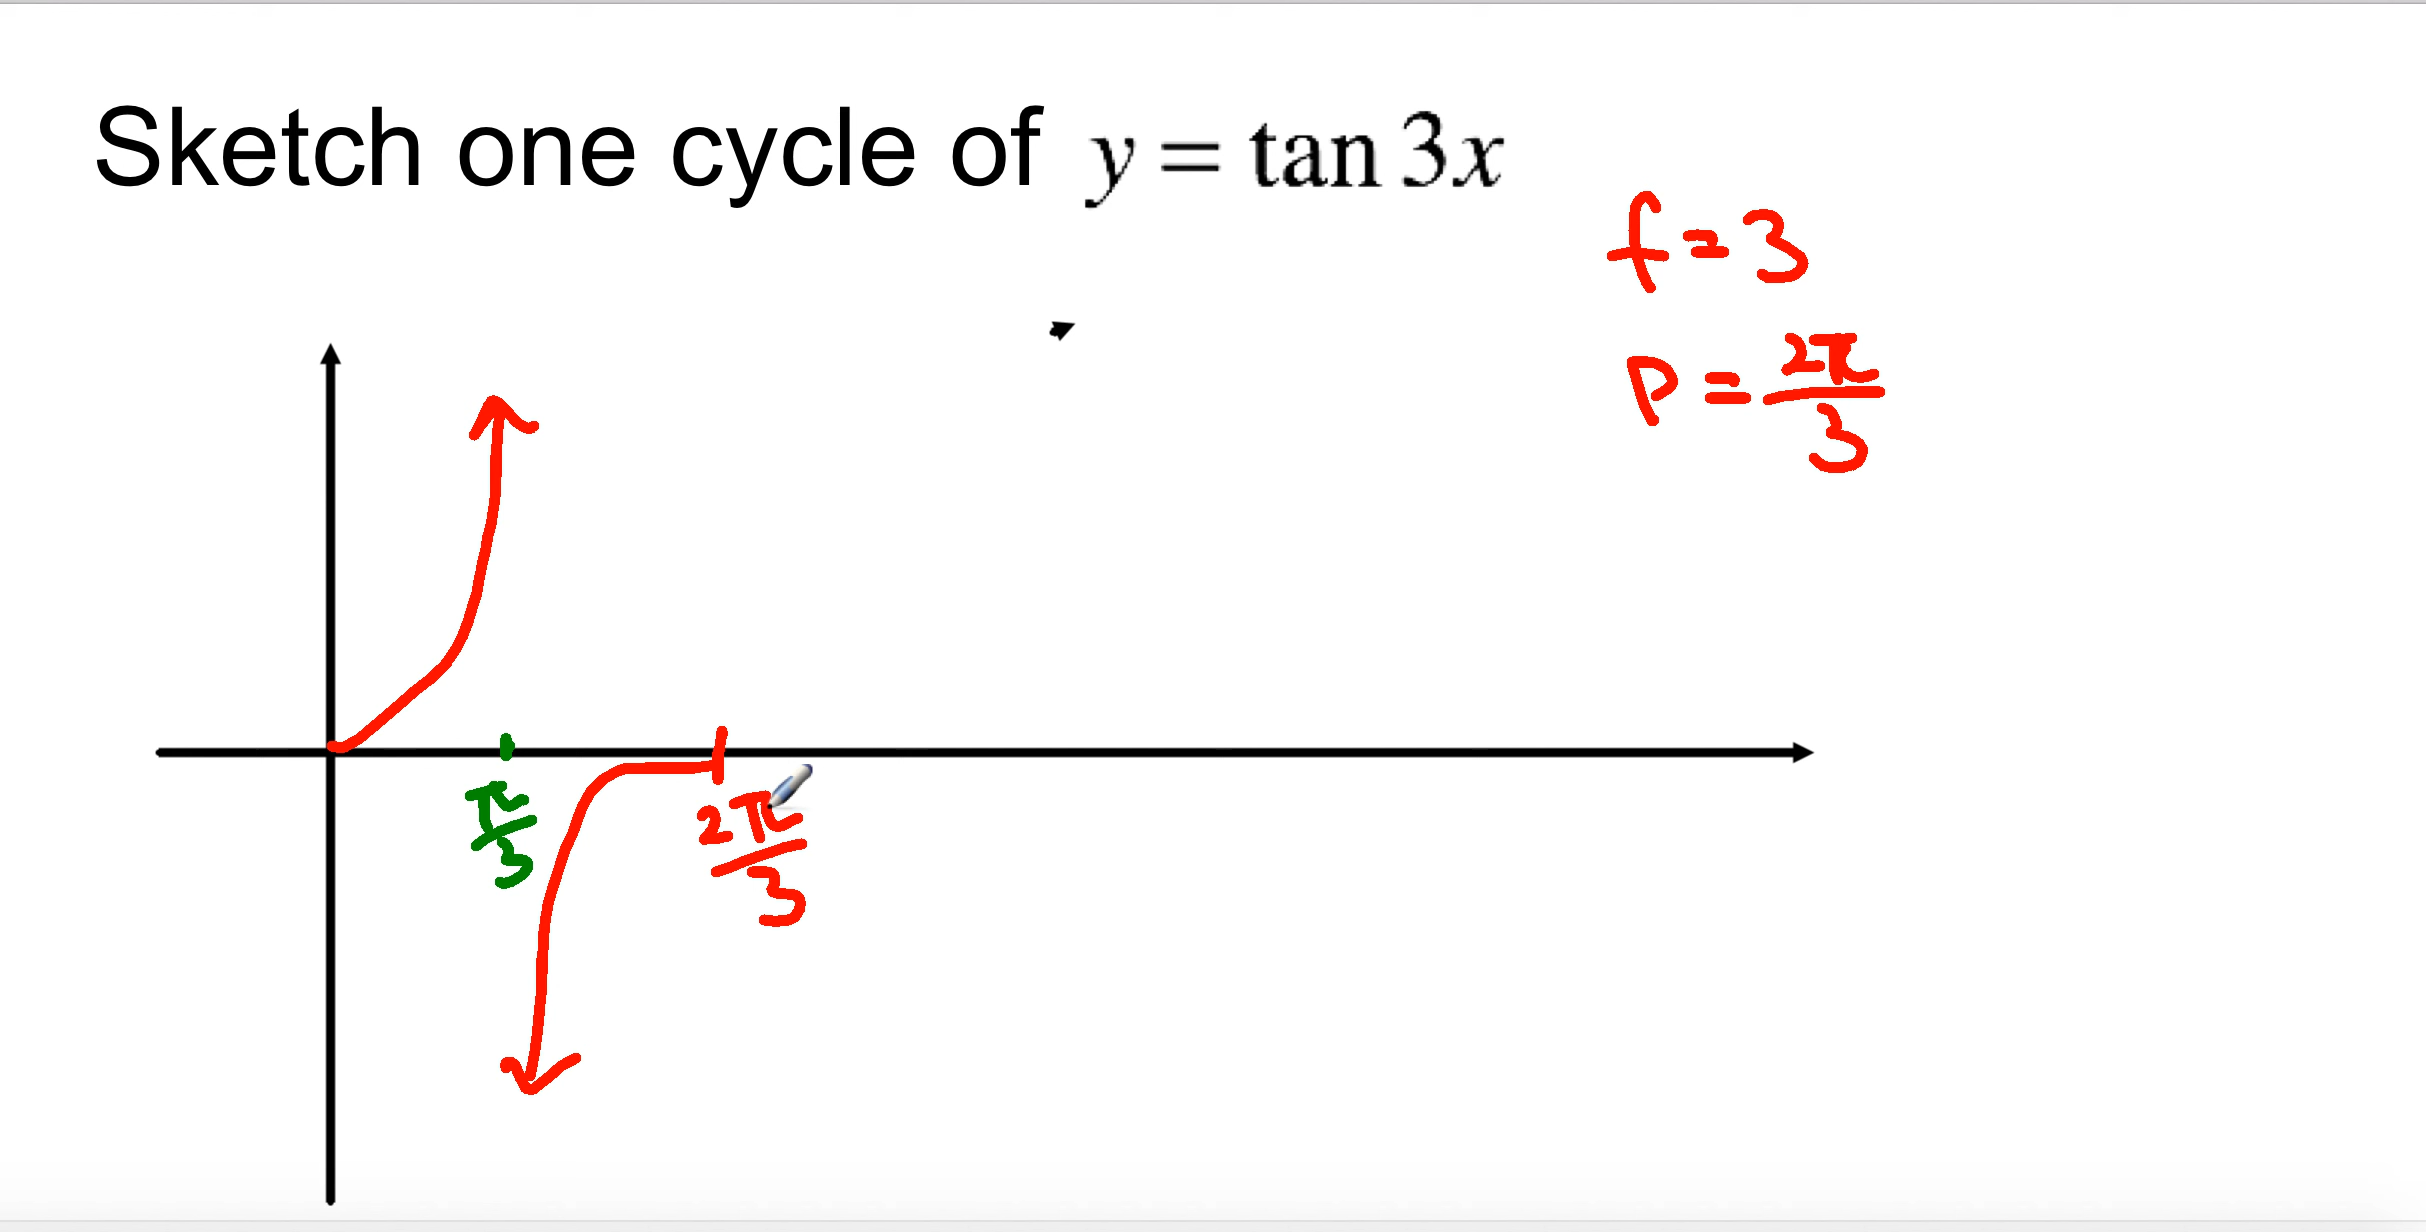 Sketch one cycle of y = tan 3x
f = 3
P = 2π/3
π/3
2π/3